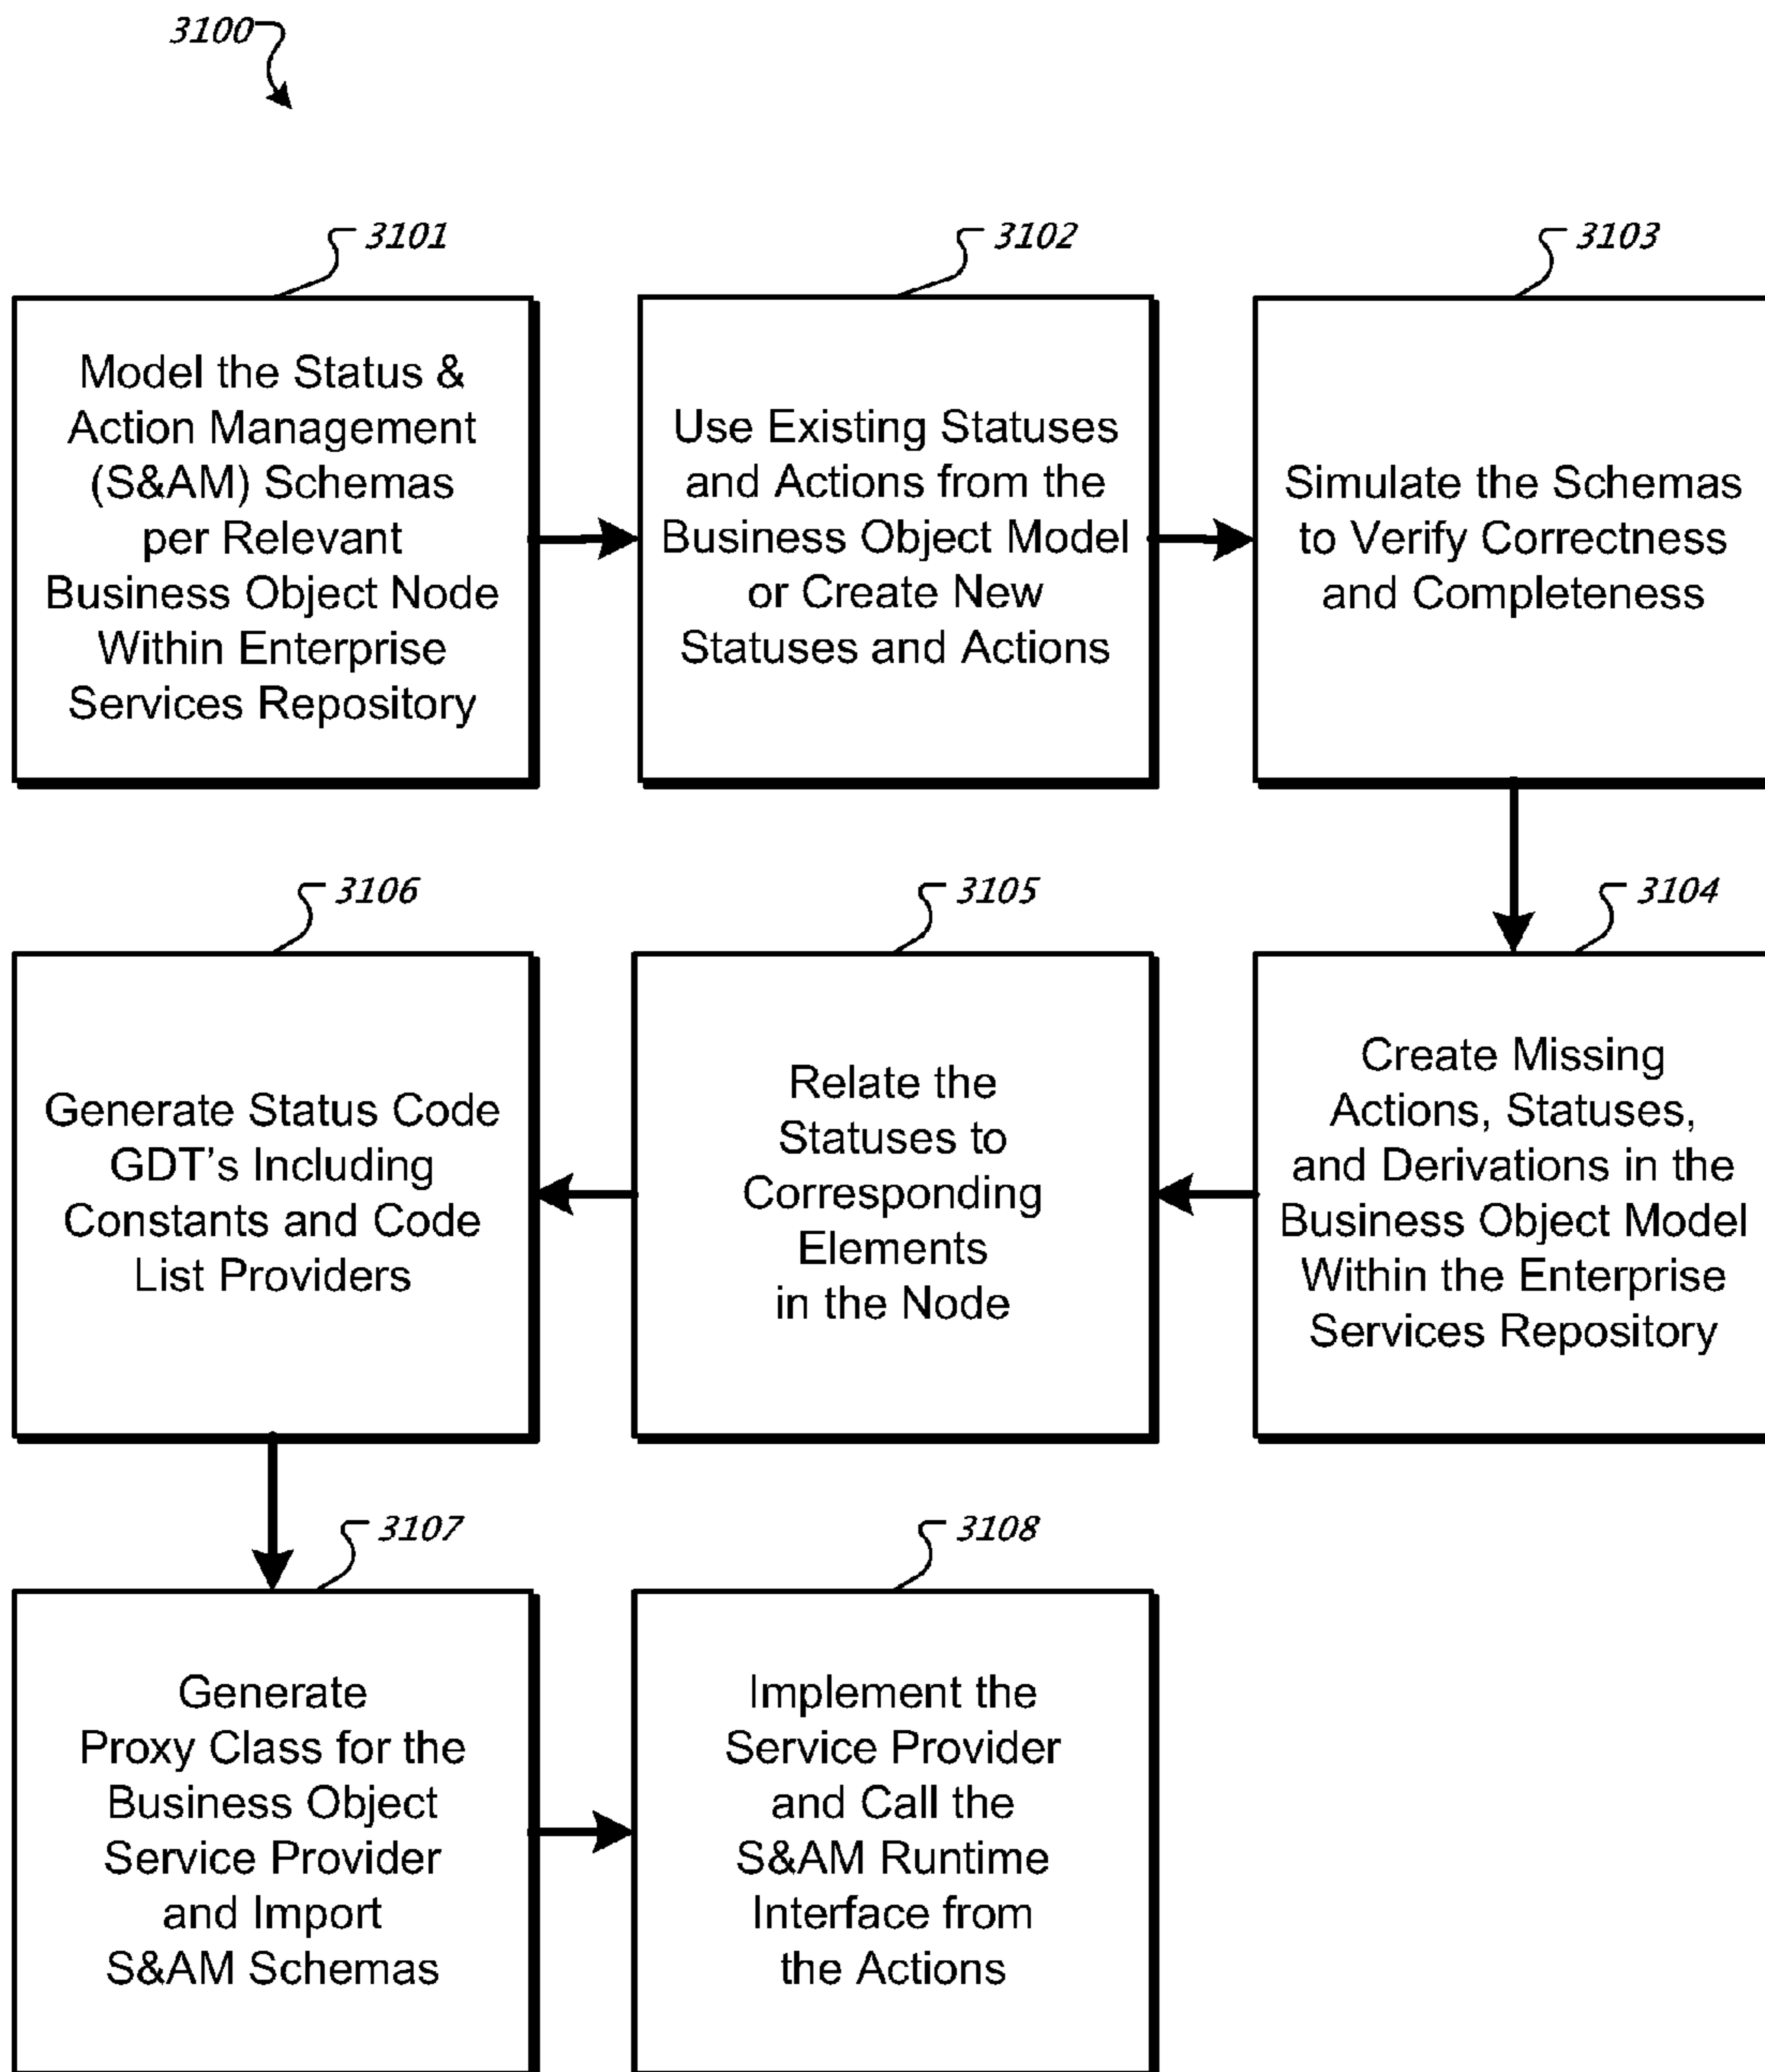 3100
3101
Model the Status &
Action Management
(S&AM) Schemas
per Relevant
Business Object Node
Within Enterprise
Services Repository
3102
Use Existing Statuses
and Actions from the
Business Object Model
or Create New
Statuses and Actions
3103
Simulate the Schemas
to Verify Correctness
and Completeness
3104
Create Missing
Actions, Statuses,
and Derivations in the
Business Object Model
Within the Enterprise
Services Repository
3105
Relate the
Statuses to
Corresponding
Elements
in the Node
3106
Generate Status Code
GDT's Including
Constants and Code
List Providers
3107
Generate
Proxy Class for the
Business Object
Service Provider
and Import
S&AM Schemas
3108
Implement the
Service Provider
and Call the
S&AM Runtime
Interface from
the Actions